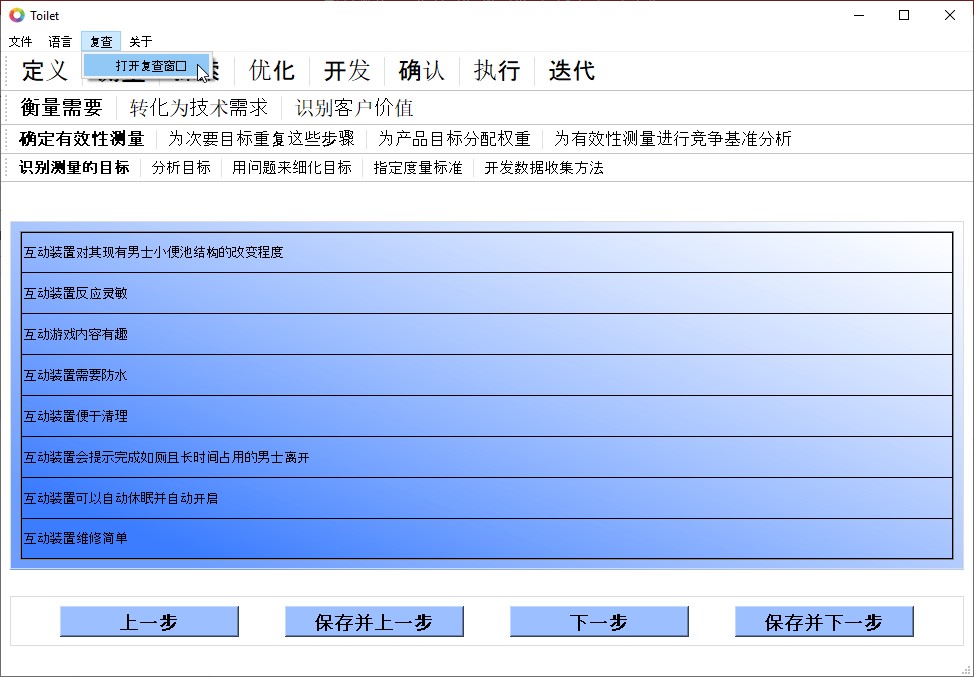 Toilet
文件 语言 复查 关于
打开复查窗口
定义 优化 开发 确认 执行 迭代
衡量需要 转化为技术需求 识别客户价值
确定有效性测量 为次要目标重复这些步骤 为产品目标分配权重 为有效性测量进行竞争基准分析
识别测量的目标 分析目标 用问题来细化目标 指定度量标准 开发数据收集方法
互动装置对其现有男士小便池结构的改变程度
互动装置反应灵敏
互动游戏内容有趣
互动装置需要防水
互动装置便于清理
互动装置会提示完成如厕且长时间占用的男士离开
互动装置可以自动休眠并自动开启
互动装置维修简单
上一步 保存并上一步 下一步 保存并下一步